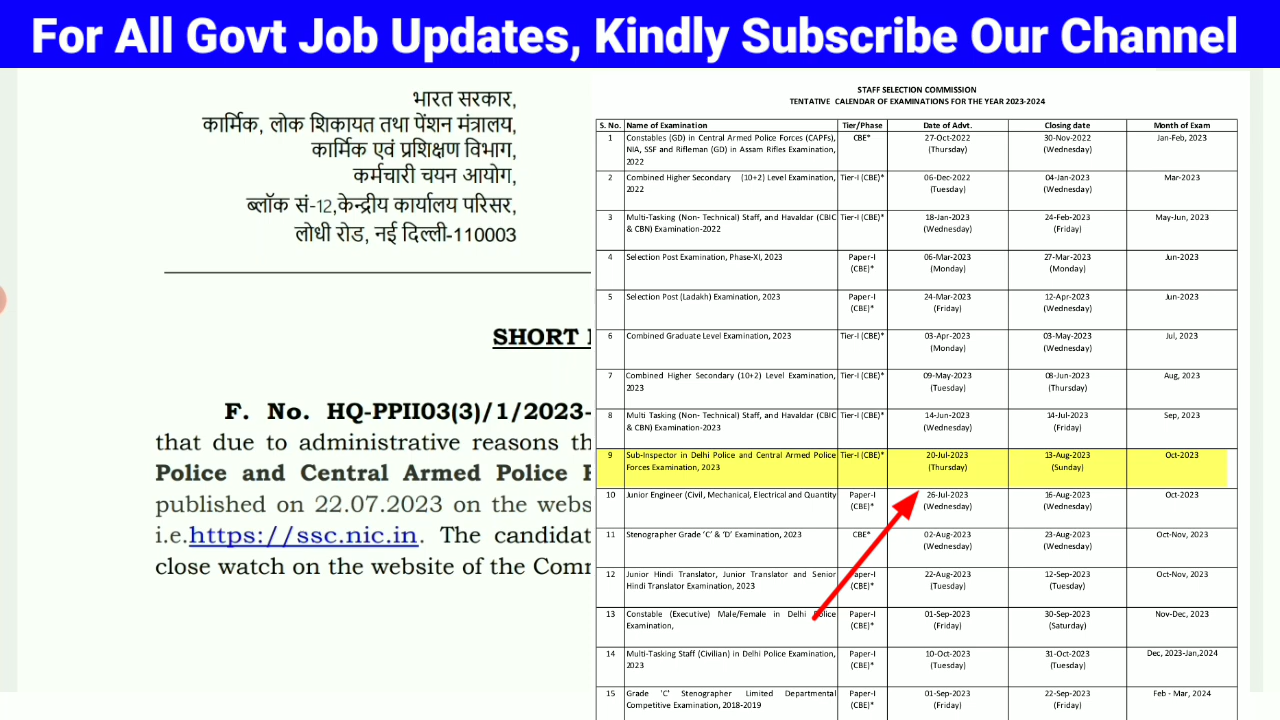 For All Govt Job Updates, Kindly Subscribe Our Channel
भारत सरकार,
कार्मिक, लोक शिकायत तथा पेंशन मंत्रालय,
कार्मिक एवं प्रशिक्षण विभाग,
कर्मचारी चयन आयोग,
ब्लॉक सं-12,केन्द्रीय कार्यालय परिसर,
लोधी रोड, नई दिल्ली-110003
SHORT
F. No. HQ-PPII03(3)/1/2023-
that due to administrative reasons th
Police and Central Armed Police
published on 22.07.2023 on the webs
i.e.https://ssc.nic.in. The candidat
close watch on the website of the Com
STAFF SELECTION COMMISSION
TENTATIVE CALENDAR OF EXAMINATIONS FOR THE YEAR 2023-2024
S. No. Name of Examination Tier/Phase Date of Advt. Closing date Month of Exam
1 Constables (GD) in Central Armed Police Forces (CAPFs), CBE* 27-Oct-2022 30-Nov-2022 Jan-Feb, 2023
NIA, SSF and Rifleman (GD) in Assam Rifles Examination, (Thursday) (Wednesday)
2022
2 Combined Higher Secondary (10+2) Level Examination, Tier-I (CBE)* 06-Dec-2022 04-Jan-2023 Mar-2023
2022 (Tuesday) (Wednesday)
3 Multi-Tasking (Non- Technical) Staff, and Havaldar (CBIC Tier-I (CBE)* 18-Jan-2023 24-Feb-2023 May-Jun, 2023
& CBN) Examination-2022 (Wednesday) (Friday)
4 Selection Post Examination, Phase-XI, 2023 Paper-I 06-Mar-2023 27-Mar-2023 Jun-2023
(CBE)* (Monday) (Monday)
5 Selection Post (Ladakh) Examination, 2023 Paper-I 24-Mar-2023 12-Apr-2023 Jun-2023
(CBE)* (Friday) (Wednesday)
6 Combined Graduate Level Examination, 2023 Tier-I (CBE)* 03-Apr-2023 03-May-2023 Jul, 2023
(Monday) (Wednesday)
7 Combined Higher Secondary (10+2) Level Examination, Tier-I (CBE)* 09-May-2023 08-Jun-2023 Aug, 2023
2023 (Tuesday) (Thursday)
8 Multi Tasking (Non- Technical) Staff, and Havaldar (CBIC Tier-I (CBE)* 14-Jun-2023 14-Jul-2023 Sep, 2023
& CBN) Examination-2023 (Wednesday) (Friday)
9 Sub-Inspector in Delhi Police and Central Armed Police Tier-I (CBE)* 20-Jul-2023 13-Aug-2023 Oct-2023
Forces Examination, 2023 (Thursday) (Sunday)
10 Junior Engineer (Civil, Mechanical, Electrical and Quantity Paper-I 26-Jul-2023 16-Aug-2023 Oct-2023
(CBE)* (Wednesday) (Wednesday)
11 Stenographer Grade 'C' & 'D' Examination, 2023 CBE* 02-Aug-2023 23-Aug-2023 Oct-Nov, 2023
(Wednesday) (Wednesday)
12 Junior Hindi Translator, Junior Translator and Senior Paper-I 22-Aug-2023 12-Sep-2023 Oct-Nov, 2023
Hindi Translator Examination, 2023 (CBE)* (Tuesday) (Tuesday)
13 Constable (Executive) Male/Female in Delhi Police Paper-I 01-Sep-2023 30-Sep-2023 Nov-Dec, 2023
Examination, (CBE)* (Friday) (Saturday)
14 Multi-Tasking Staff (Civilian) in Delhi Police Examination, Paper-I 10-Oct-2023 31-Oct-2023 Dec, 2023-Jan,2024
2023 (CBE)* (Tuesday) (Tuesday)
15 Grade 'C' Stenographer Limited Departmental Paper-I 01-Sep-2023 22-Sep-2023 Feb - Mar, 2024
Competitive Examination, 2018-2019 (CBE)* (Friday) (Friday)